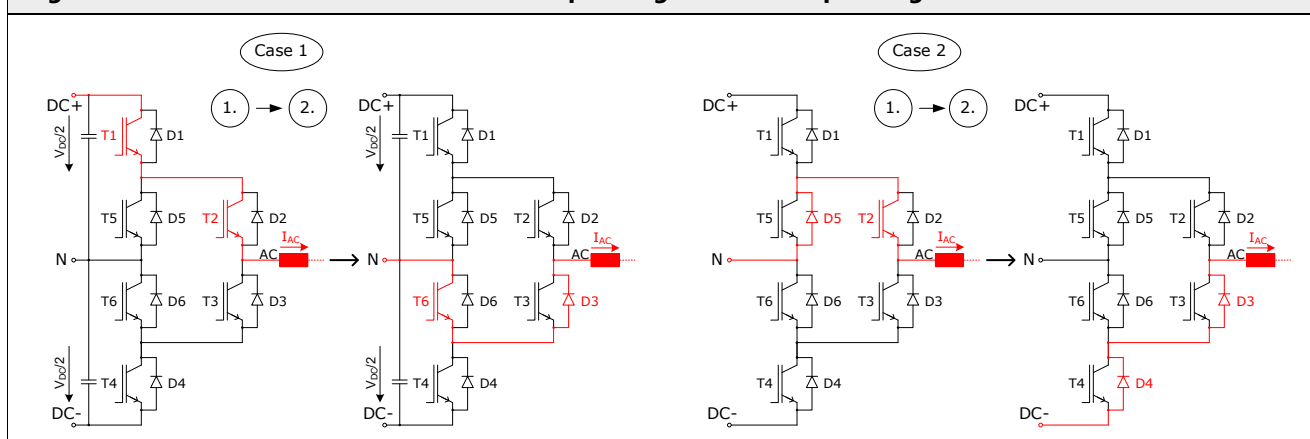 Case 1
1. 2.
DC+
V_DC/2
T1 D1
T5 D5 T2 D2
I_AC
N AC
T6 D6 T3 D3
V_DC/2
T4 D4
DC-
DC+
V_DC/2
T1 D1
T5 D5 T2 D2
I_AC
N AC
T6 D6 T3 D3
V_DC/2
T4 D4
DC-
Case 2
1. 2.
DC+
T1 D1
T5 D5 T2 D2
I_AC
N AC
T6 D6 T3 D3
T4 D4
DC-
DC+
T1 D1
T5 D5 T2 D2
I_AC
N AC
T6 D6 T3 D3
T4 D4
DC-